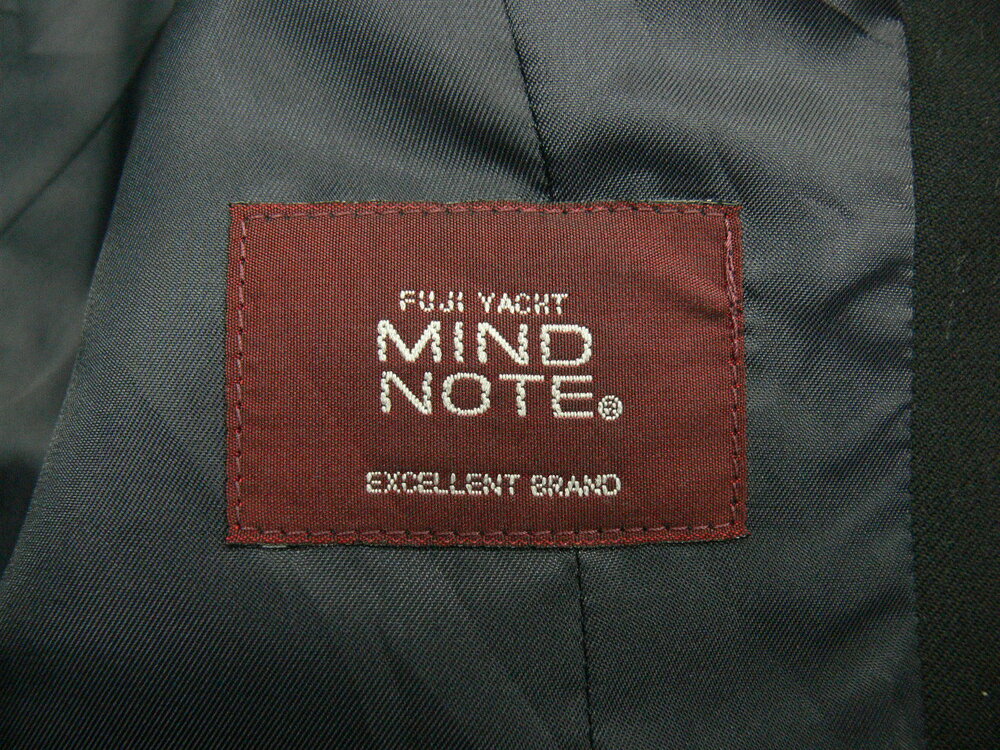 FUJI YACHT
MIND
NOTE®
EXCELLENT BRAND